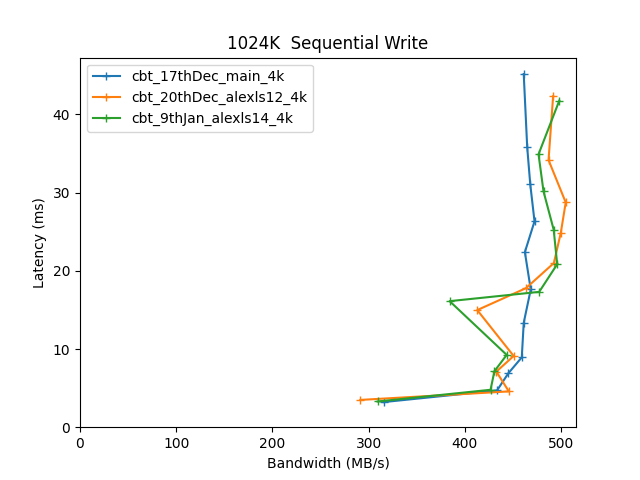 1024K  Sequential Write
cbt_17thDec_main_4k
cbt_20thDec_alexls12_4k
cbt_9thJan_alexls14_4k
40
30
20
10
0
Latency (ms)
0 100 200 300 400 500
Bandwidth (MB/s)